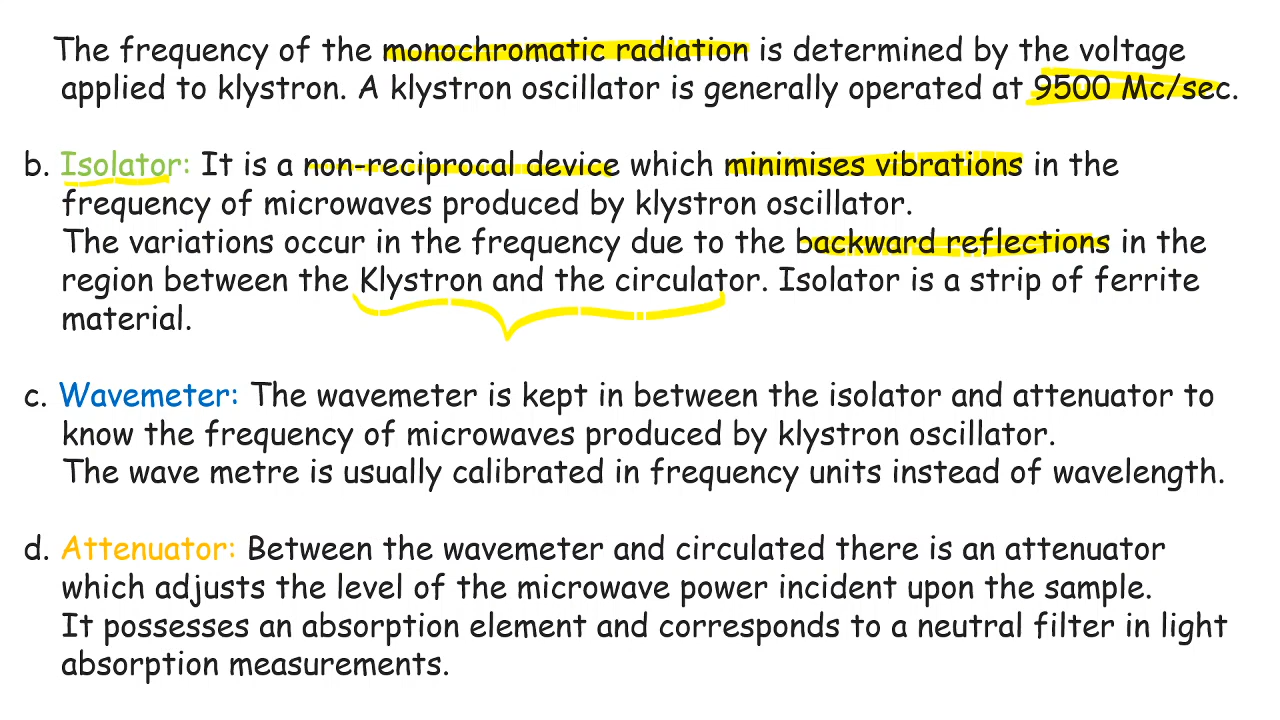 The frequency of the monochromatic radiation is determined by the voltage
applied to klystron. A klystron oscillator is generally operated at 9500 Mc/sec.
b. Isolator: It is a non-reciprocal device which minimises vibrations in the
frequency of microwaves produced by klystron oscillator.
The variations occur in the frequency due to the backward reflections in the
region between the Klystron and the circulator. Isolator is a strip of ferrite
material.
c. Wavemeter: The wavemeter is kept in between the isolator and attenuator to
know the frequency of microwaves produced by klystron oscillator.
The wave metre is usually calibrated in frequency units instead of wavelength.
d. Attenuator: Between the wavemeter and circulated there is an attenuator
which adjusts the level of the microwave power incident upon the sample.
It possesses an absorption element and corresponds to a neutral filter in light
absorption measurements.